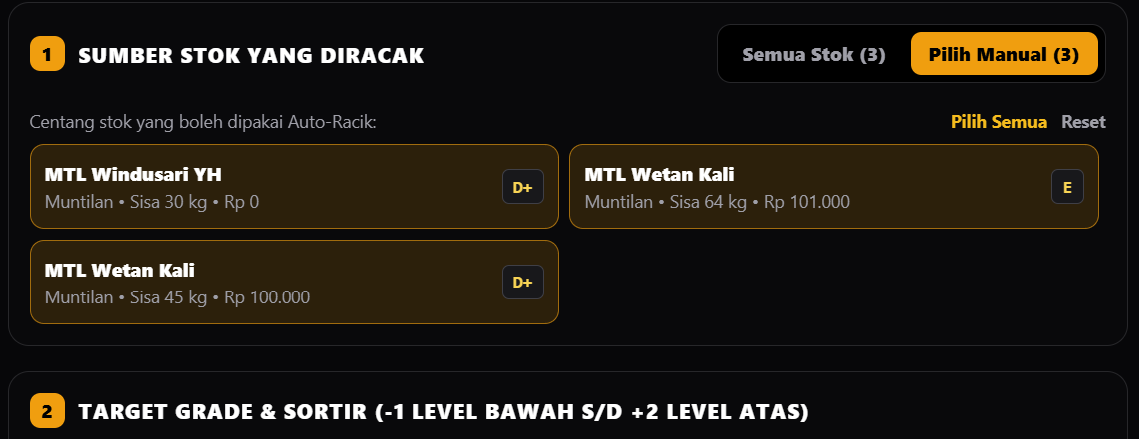 1 SUMBER STOK YANG DIRACAK Semua Stok (3) Pilih Manual (3)
Centang stok yang boleh dipakai Auto-Racik: Pilih Semua Reset
MTL Windusari YH
Muntilan • Sisa 30 kg • Rp 0
D+
MTL Wetan Kali
Muntilan • Sisa 64 kg • Rp 101.000
E
MTL Wetan Kali
Muntilan • Sisa 45 kg • Rp 100.000
D+
2 TARGET GRADE & SORTIR (-1 LEVEL BAWAH S/D +2 LEVEL ATAS)